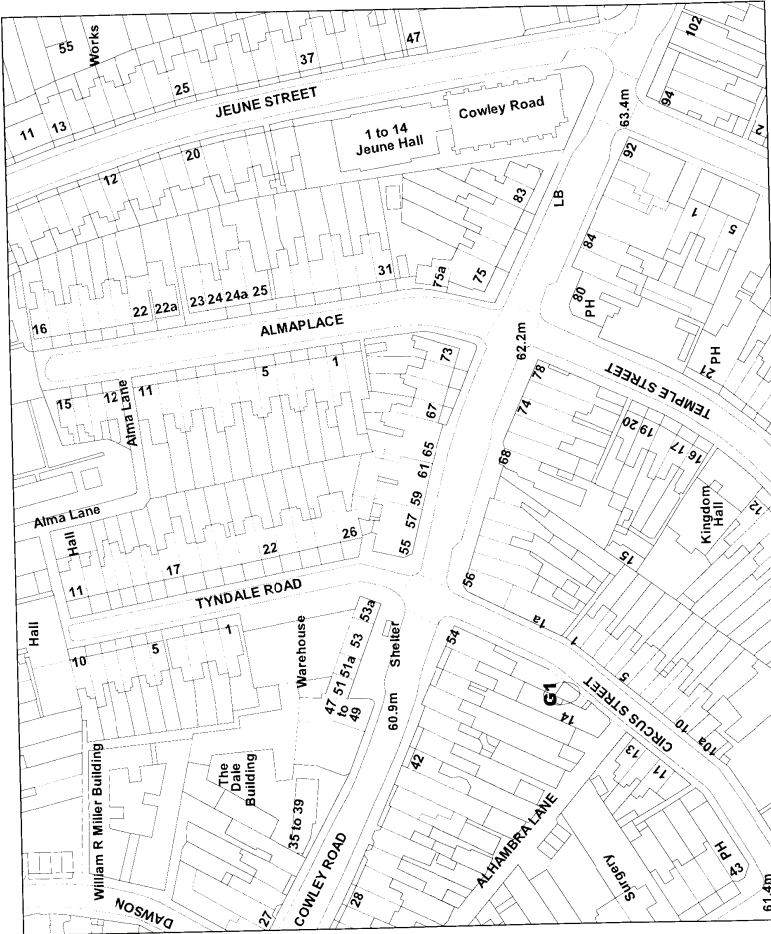 55
Works
47
37
25
11
13
JEUNE STREET
102
94
63.4m
2
Cowley Road
1 to 14
Jeune Hall
20
12
92
83
LB
1
5
84
80
PH
75
75a
31
25
24a
24
23
22a
22
16
ALMAPLACE
62.2m
21
PH
TEMPLE STREET
1
5
11
12
15
Alma Lane
73
78
74
67
65
61
59
57
55
68
19 20
16 17
Kingdom
Hall
12
15
Alma Lane
Hall
26
22
17
11
TYNDALE ROAD
56
1a
1
5
10
10a
CIRCUS STREET
Hall
10
5
1
Warehouse
53a
53
51a
51
47
to
49
Shelter
54
60.9m
G1
14
13
11
42
William R Miller Building
The
Dale
Building
35 to 39
ALHAMBRA LANE
Surgery
PH
43
61.4m
DAWSON
27
COWLEY ROAD
28